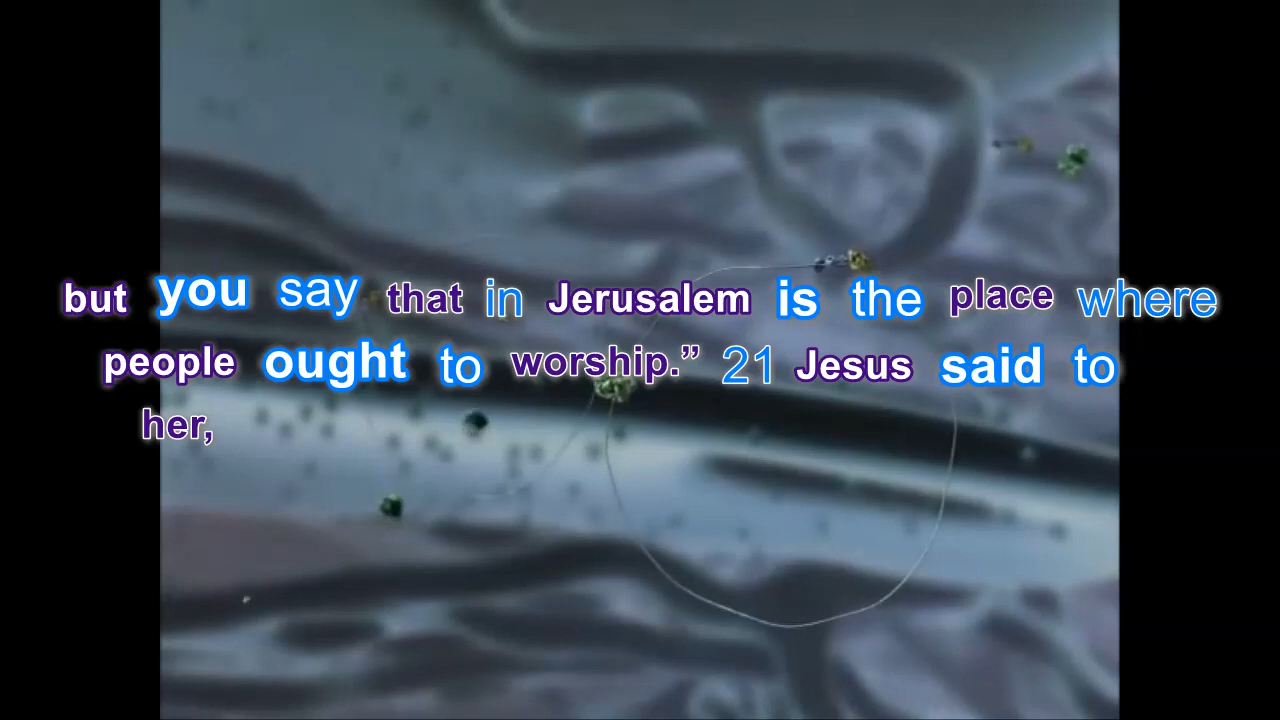 but you say that in Jerusalem is the place where
people ought to worship.” 21 Jesus said to
her,